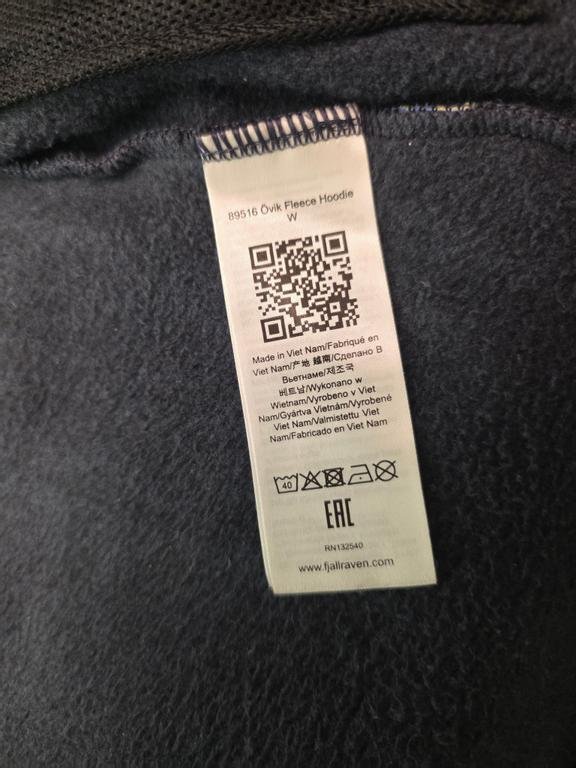 89516 Övik Fleece Hoodie
W
Made in Viet Nam/Fabriqué en
Viet Nam/产地 越南/Сделано В
Вьетнаме/제조국
베트남/Wykonano w
Wietnam/Vyrobeno v Viet
Nam/Gyártva Vietnám/Vyrobené
Viet Nam/Valmistettu Viet
Nam/Fabricado en Viet Nam
40
EAC
RN132540
www.fjallraven.com